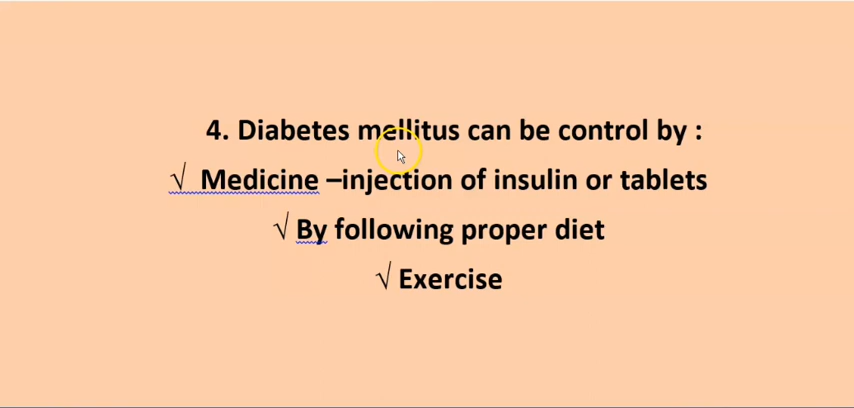 4. Diabetes mellitus can be control by :
√ Medicine –injection of insulin or tablets
√ By following proper diet
√ Exercise